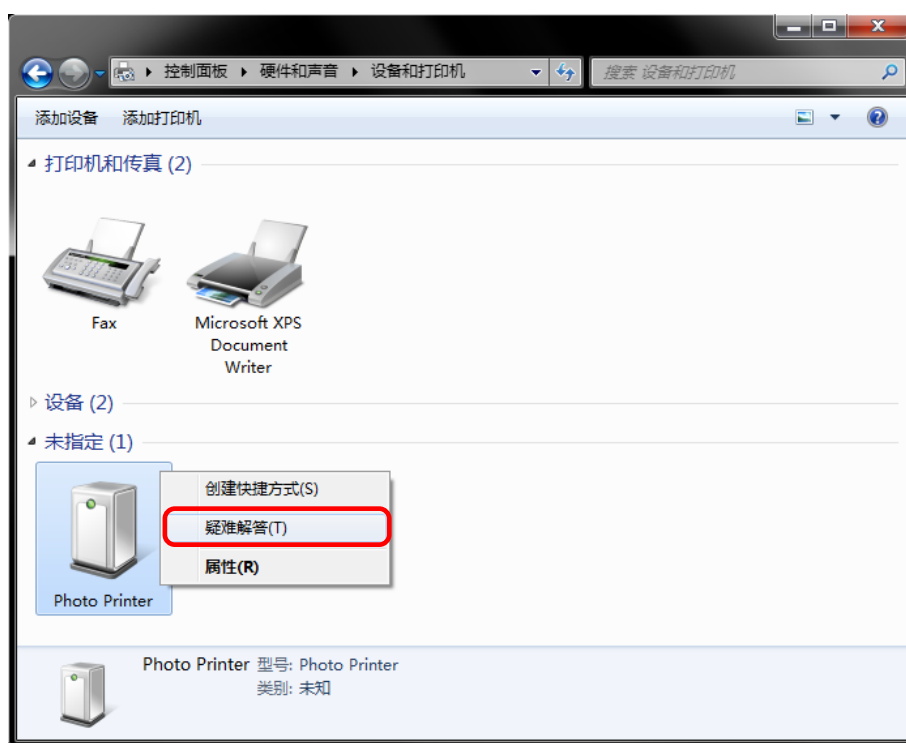 控制面板 硬件和声音 设备和打印机
搜索 设备和打印机
添加设备 添加打印机
打印机和传真 (2)
Fax
Microsoft XPS
Document
Writer
设备 (2)
未指定 (1)
创建快捷方式(S)
疑难解答(T)
属性(R)
Photo Printer
Photo Printer 型号: Photo Printer
类别: 未知